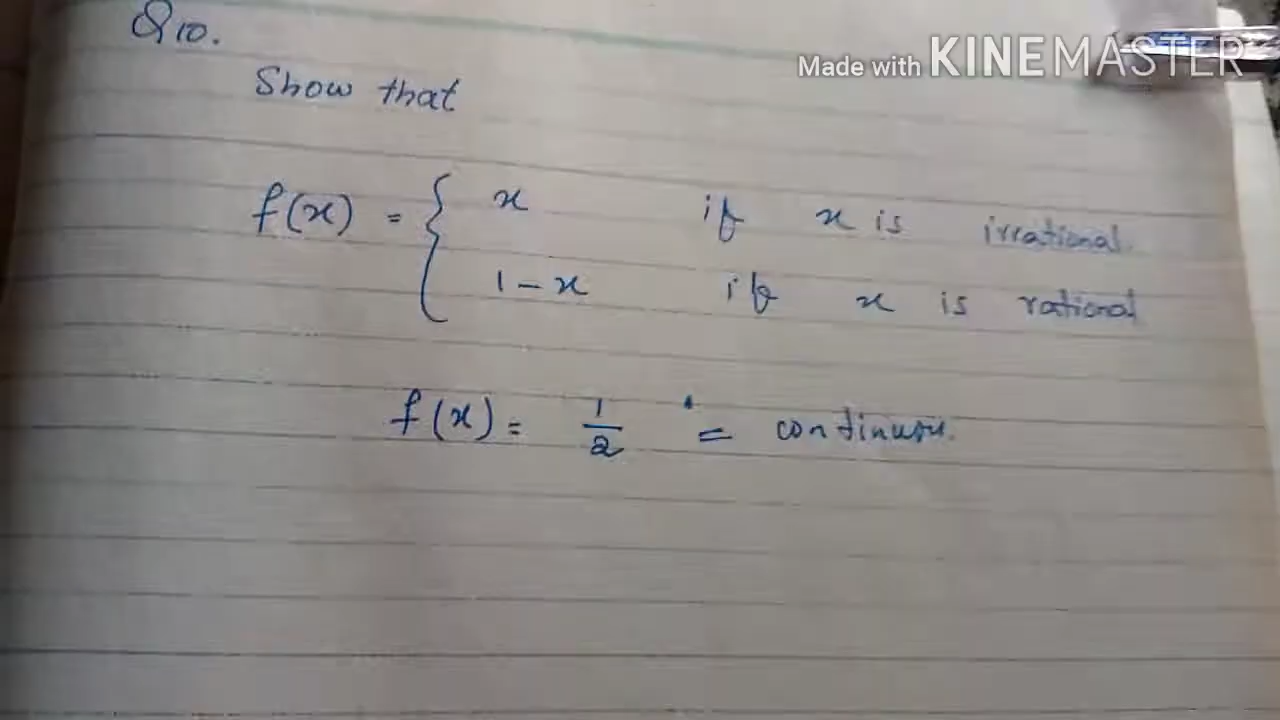 Q10.
Made with KINEMASTER
Show that
f(x) = { x if x is irrational.
1 - x if x is rational
f(x) = 1/2 = continuous.